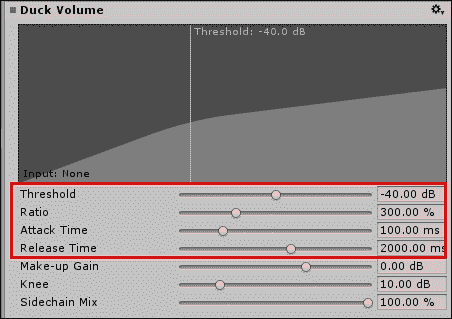 Duck Volume
Threshold: -40.0 dB
Input: None
Threshold -40.00 dB
Ratio 300.00 %
Attack Time 100.00 ms
Release Time 2000.00 ms
Make-up Gain 0.00 dB
Knee 10.00 dB
Sidechain Mix 100.00 %